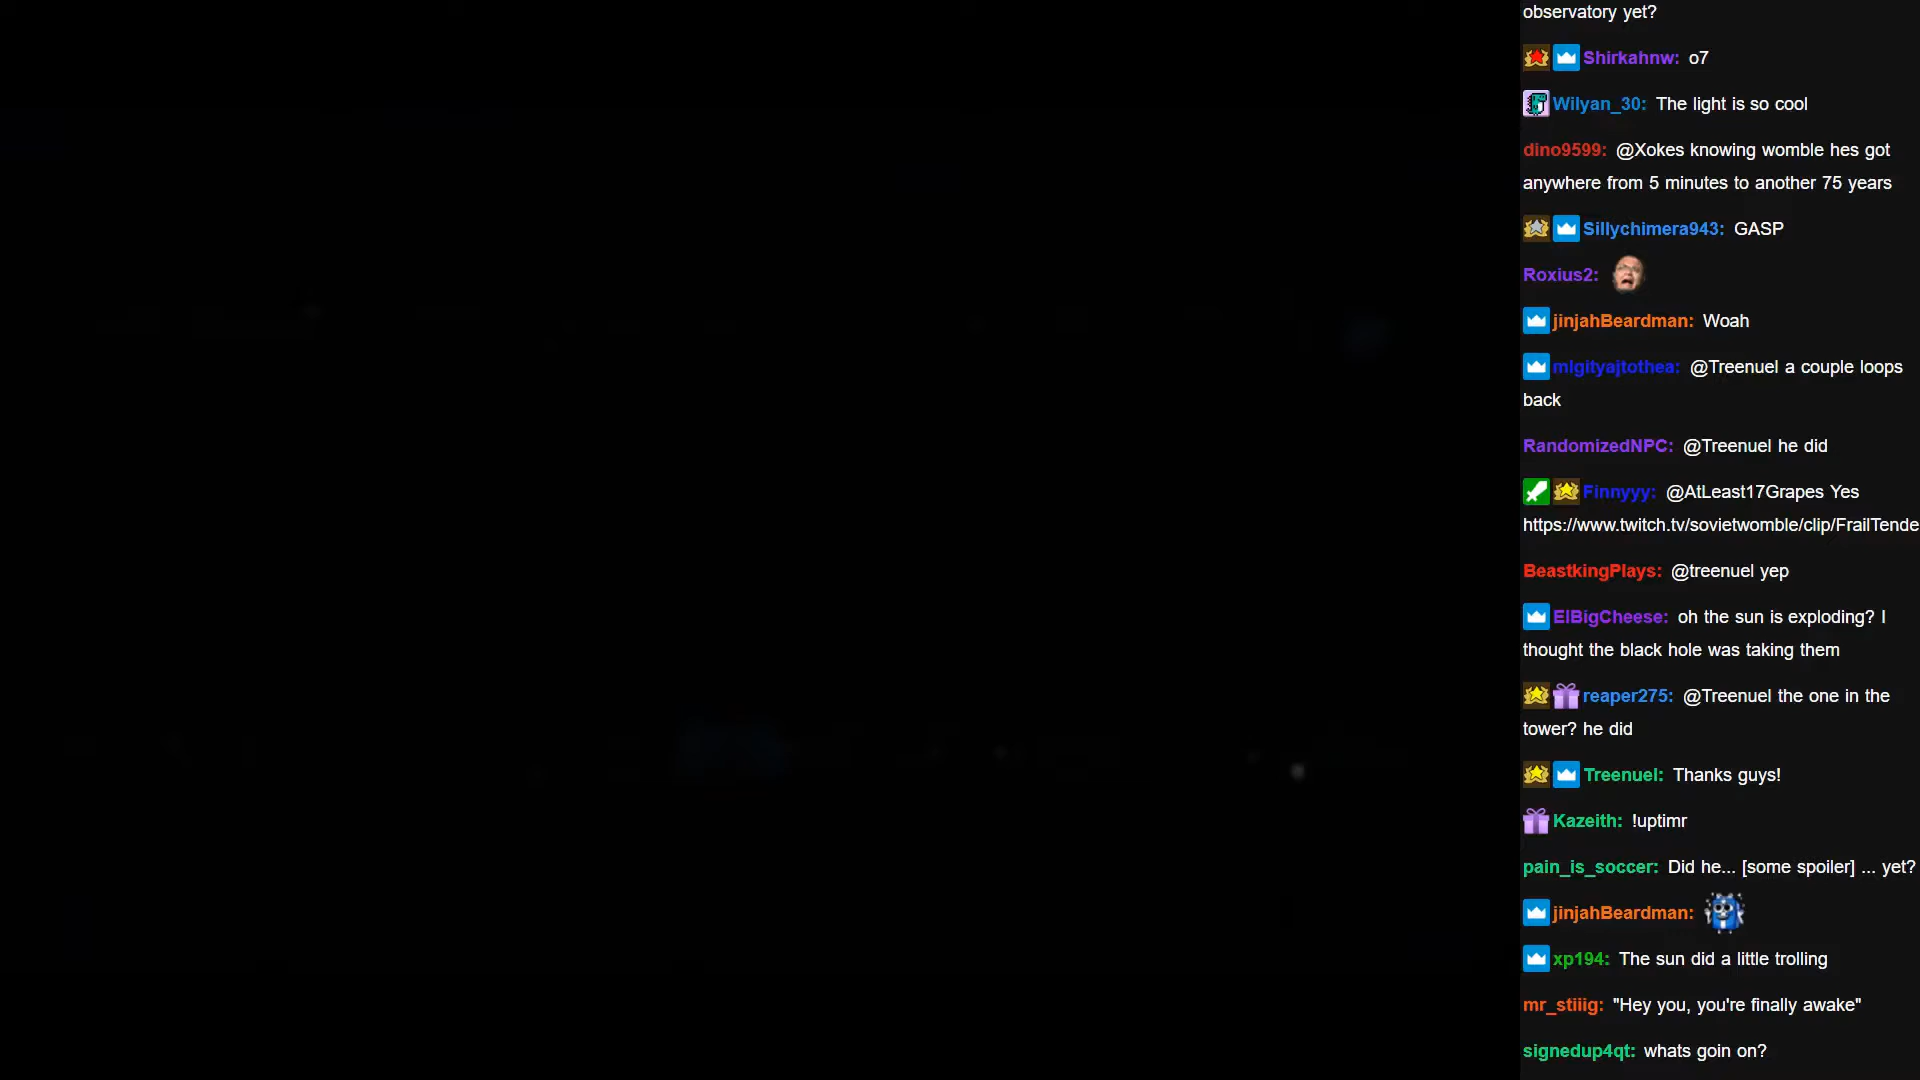 observatory yet?
Shirkahnw: o7
Wilyan_30: The light is so cool
dino9599: @Xokes knowing womble hes got
anywhere from 5 minutes to another 75 years
Sillychimera943: GASP
Roxius2:
jinjahBeardman: Woah
mlgityajtothea: @Treenuel a couple loops
back
RandomizedNPC: @Treenuel he did
Finnyyy: @AtLeast17Grapes Yes
https://www.twitch.tv/sovietwomble/clip/FrailTende
BeastkingPlays: @treenuel yep
ElBigCheese: oh the sun is exploding? I
thought the black hole was taking them
reaper275: @Treenuel the one in the
tower? he did
Treenuel: Thanks guys!
Kazeith: !uptimr
pain_is_soccer: Did he... [some spoiler] ... yet?
jinjahBeardman:
xp194: The sun did a little trolling
mr_stiiig: "Hey you, you're finally awake"
signedup4qt: whats goin on?